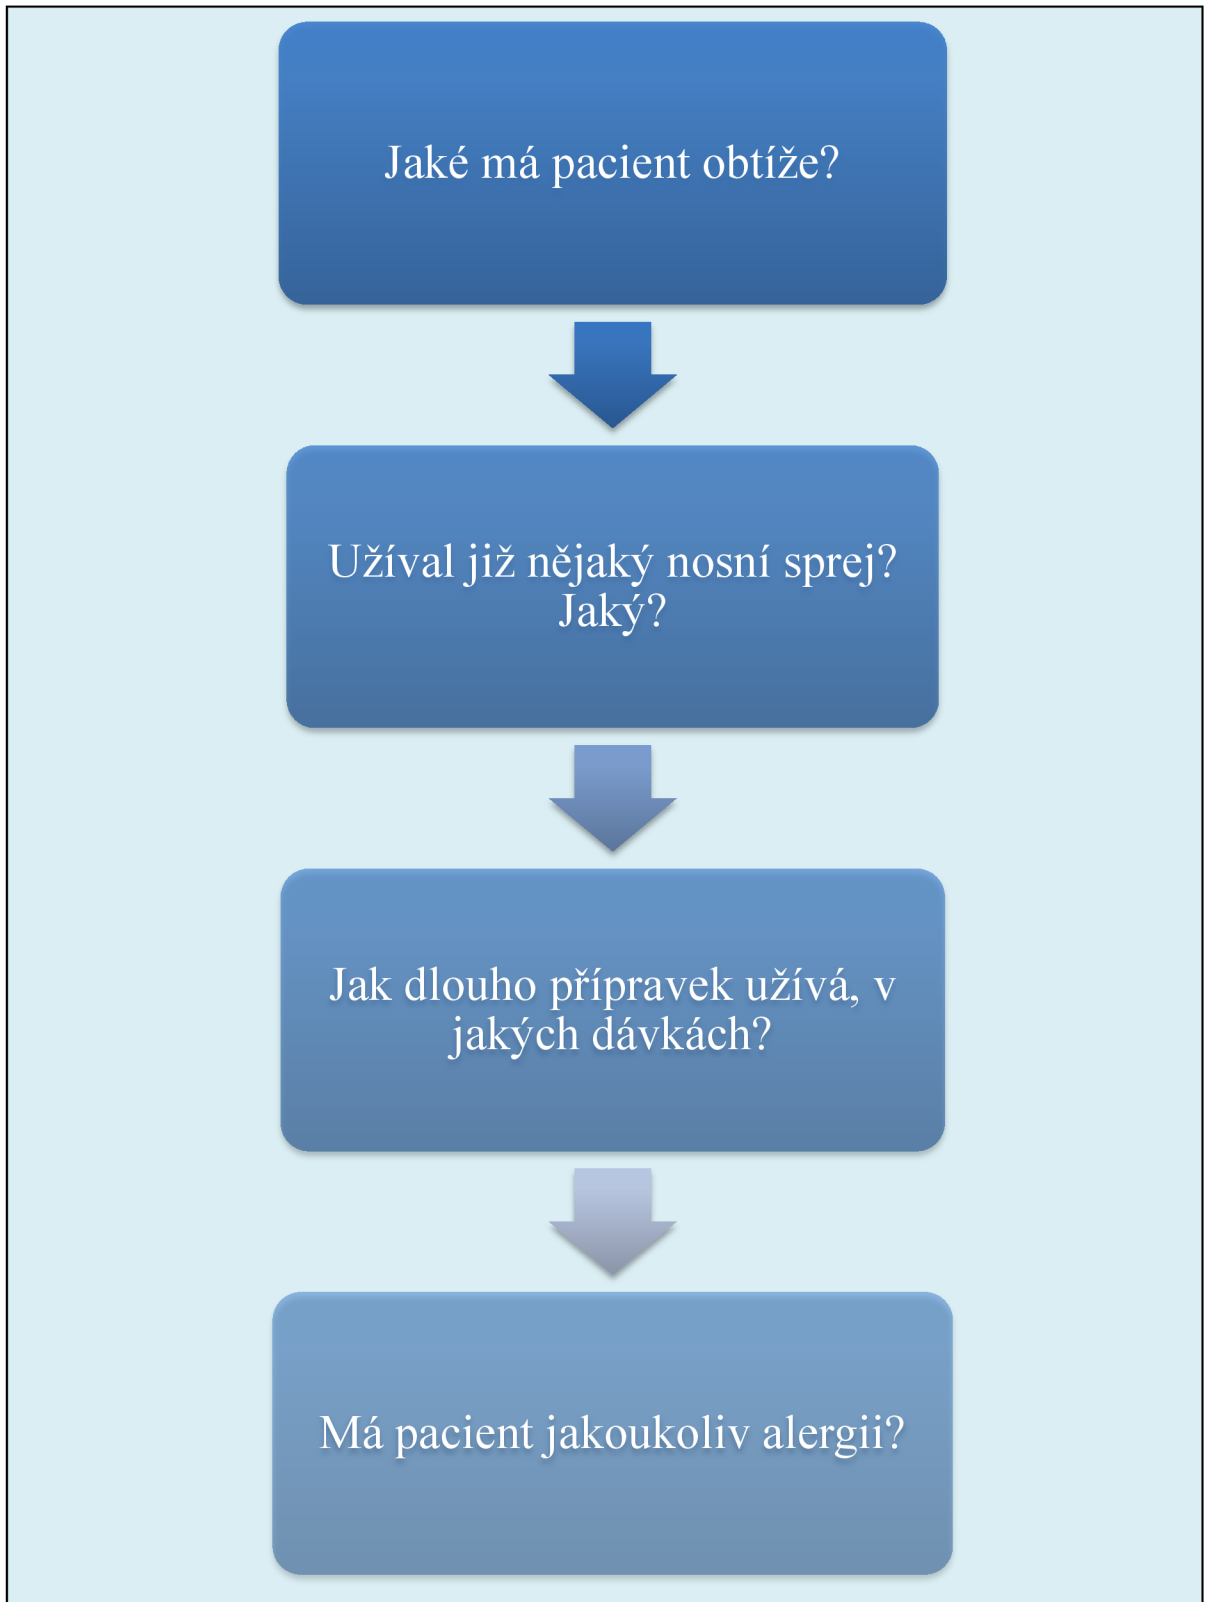 Jaké má pacient obtíže?
Užíval již nějaký nosní sprej?
Jaký?
Jak dlouho přípravek užívá, v
jakých dávkách?
Má pacient jakoukoliv alergii?